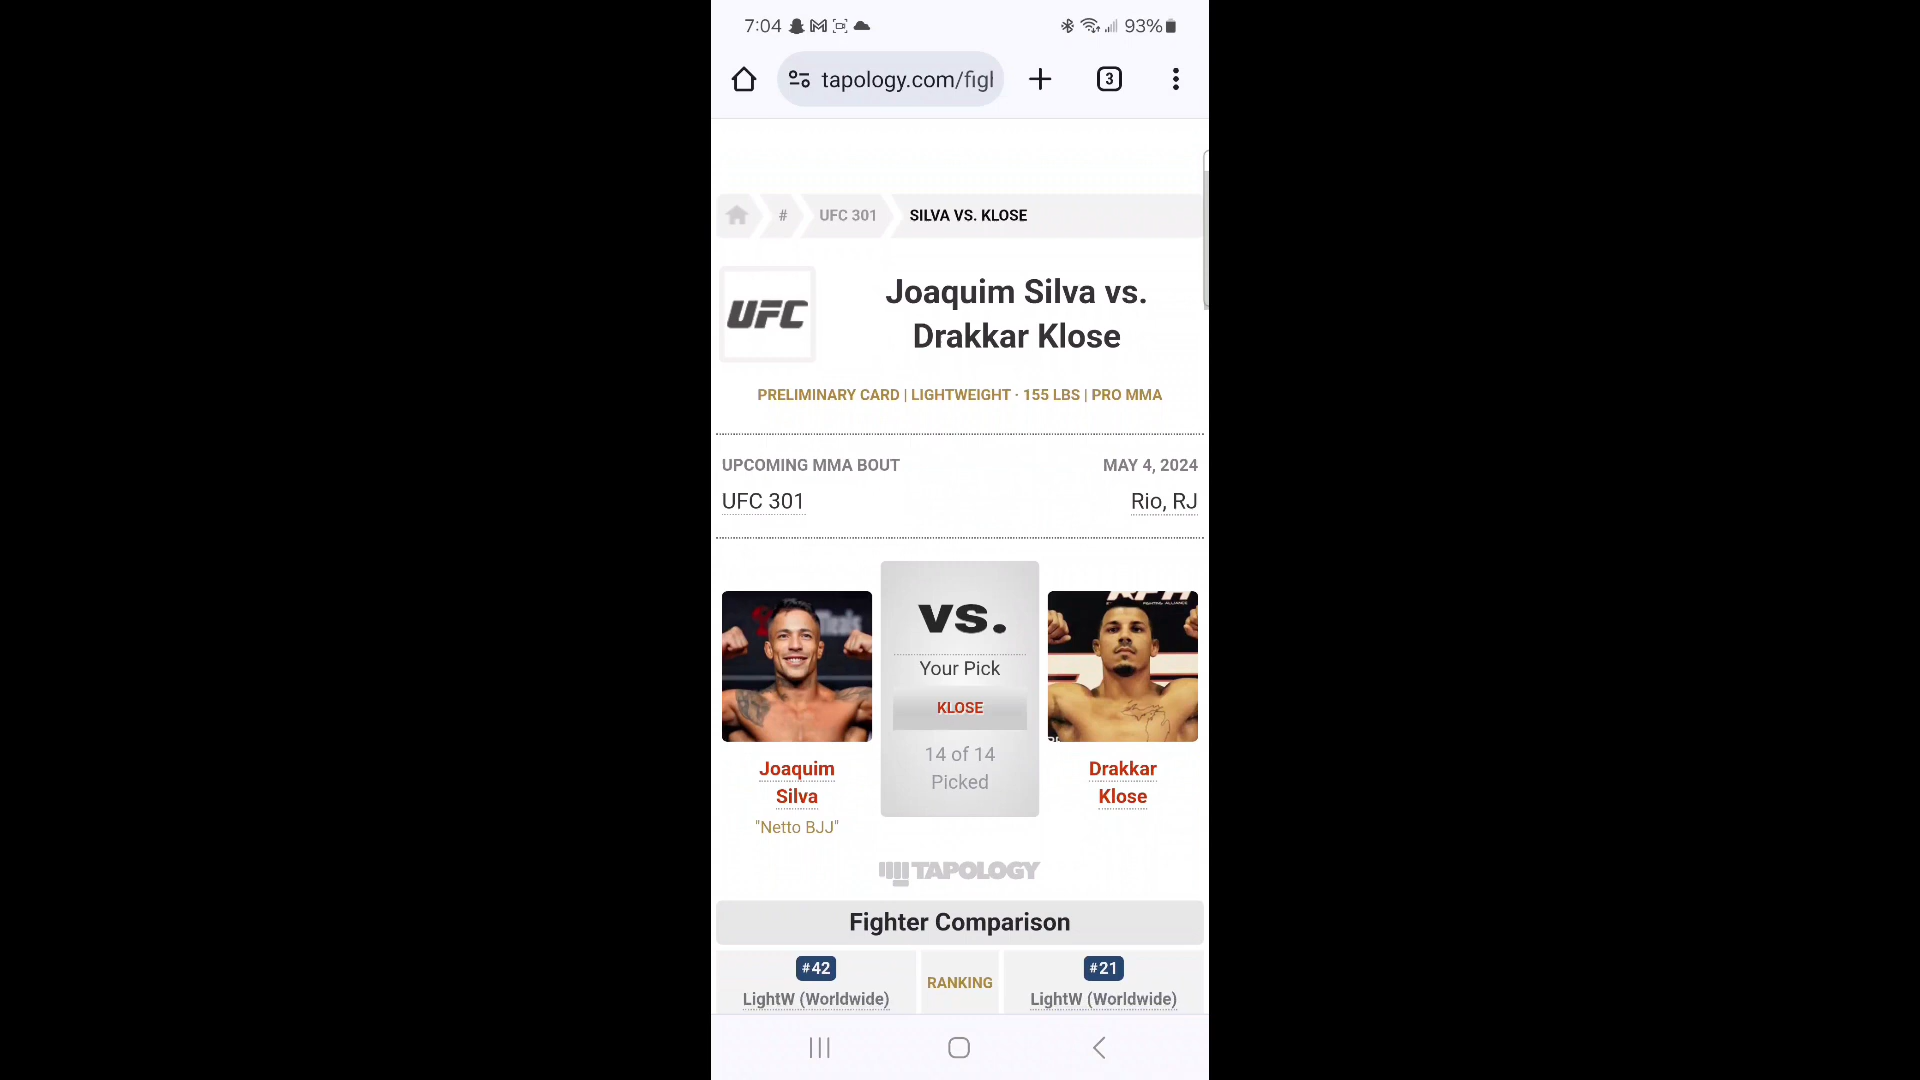 7:04 93%
tapology.com/figl 3
# UFC 301 SILVA VS. KLOSE
UFC
Joaquim Silva vs.
Drakkar Klose
PRELIMINARY CARD | LIGHTWEIGHT · 155 LBS | PRO MMA
UPCOMING MMA BOUT MAY 4, 2024
UFC 301 Rio, RJ
vs.
Your Pick
KLOSE
14 of 14
Picked
Joaquim
Silva
"Netto BJJ"
Drakkar
Klose
TAPOLOGY
Fighter Comparison
#42 RANKING #21
LightW (Worldwide) LightW (Worldwide)